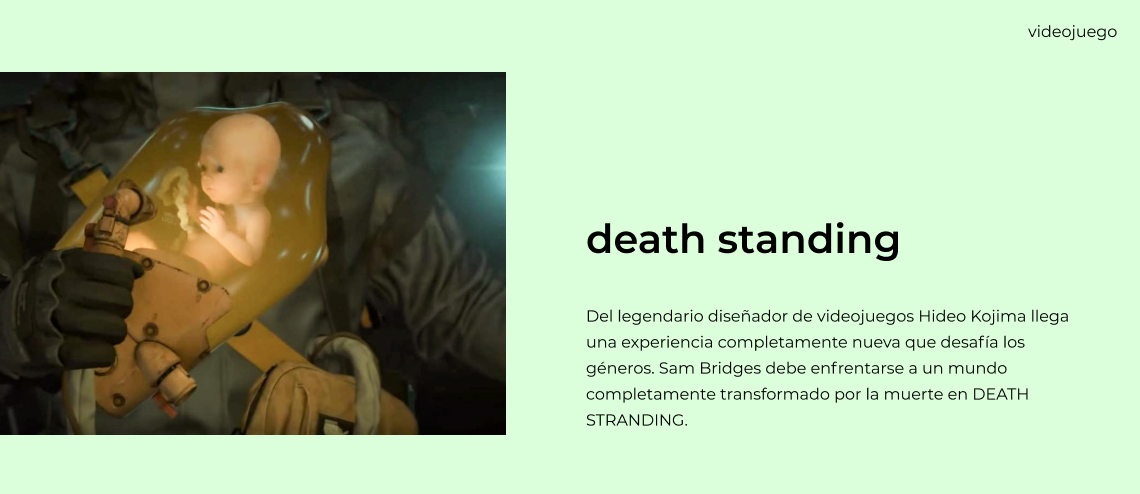 videojuego
death standing
Del legendario diseñador de videojuegos Hideo Kojima llega
una experiencia completamente nueva que desafía los
géneros. Sam Bridges debe enfrentarse a un mundo
completamente transformado por la muerte en DEATH
STRANDING.